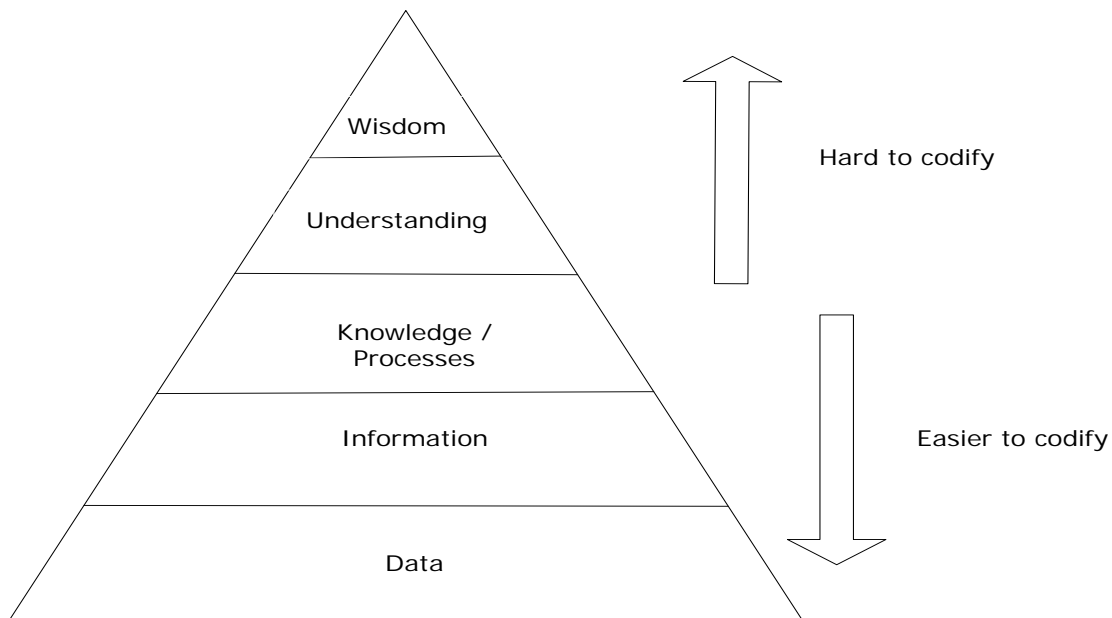 Wisdom
Hard to codify
Understanding
Knowledge /
Processes
Information
Easier to codify
Data